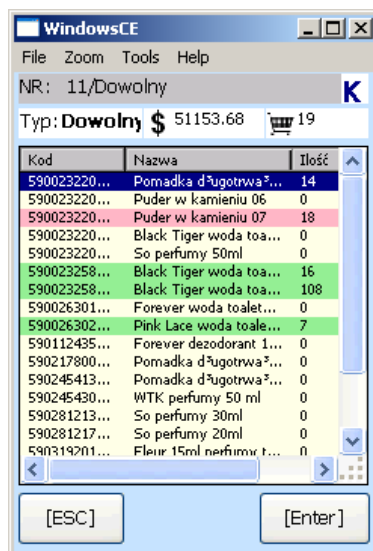 WindowsCE
File Zoom Tools Help
NR: 11/Dowolny K
Typ: Dowolny $ 51153.68 19
Kod Nazwa Ilość
590023220... Pomadka d³ugotrwa³... 14
590023220... Puder w kamieniu 06 0
590023220... Puder w kamieniu 07 18
590023220... Black Tiger woda toa... 0
590023220... So perfumy 50ml 0
590023258... Black Tiger woda toa... 16
590023258... Black Tiger woda toa... 108
590026301... Forever woda toalet... 0
590026302... Pink Lace woda toale... 7
590112435... Forever dezodorant 1... 0
590217800... Pomadka d³ugotrwa³... 0
590245413... Pomadka d³ugotrwa³... 0
590245430... WTK perfumy 50 ml 0
590281213... So perfumy 30ml 0
590281217... So perfumy 20ml 0
590319201... Fleur 15ml perfumy t... 0
[ESC] [Enter]